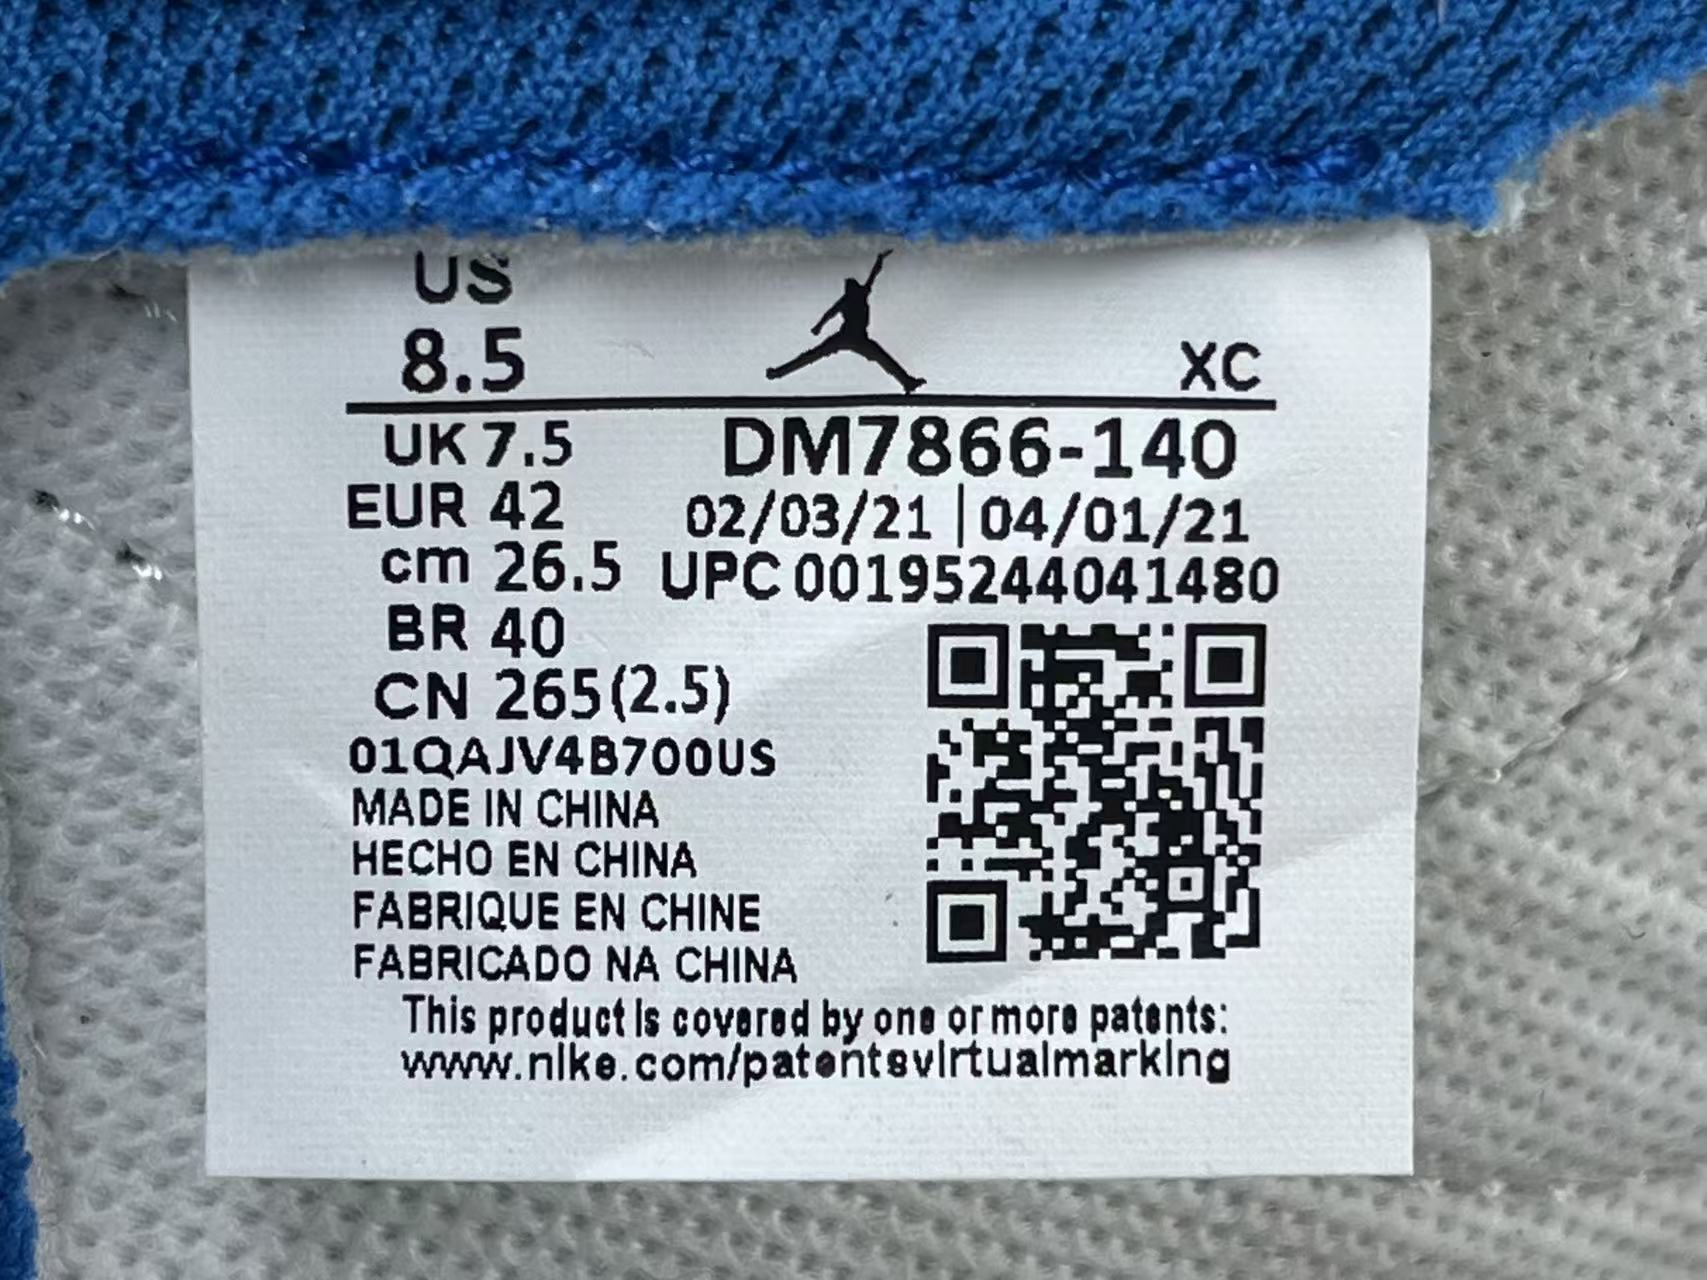 US
8.5
XC
UK 7.5
DM7866-140
EUR 42
02/03/21 | 04/01/21
cm 26.5
UPC 00195244041480
BR 40
CN 265(2.5)
01QAJV4B700US
MADE IN CHINA
HECHO EN CHINA
FABRIQUE EN CHINE
FABRICADO NA CHINA
This product is covered by one or more patents:
www.nike.com/patentsvirtualmarking